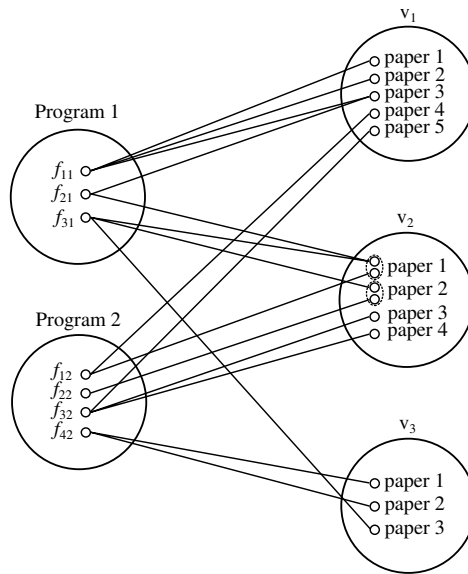 v₁
paper 1
paper 2
paper 3
paper 4
paper 5
Program 1
f₁₁
f₂₁
f₃₁
v₂
paper 1
paper 2
paper 3
paper 4
Program 2
f₁₂
f₂₂
f₃₂
f₄₂
v₃
paper 1
paper 2
paper 3